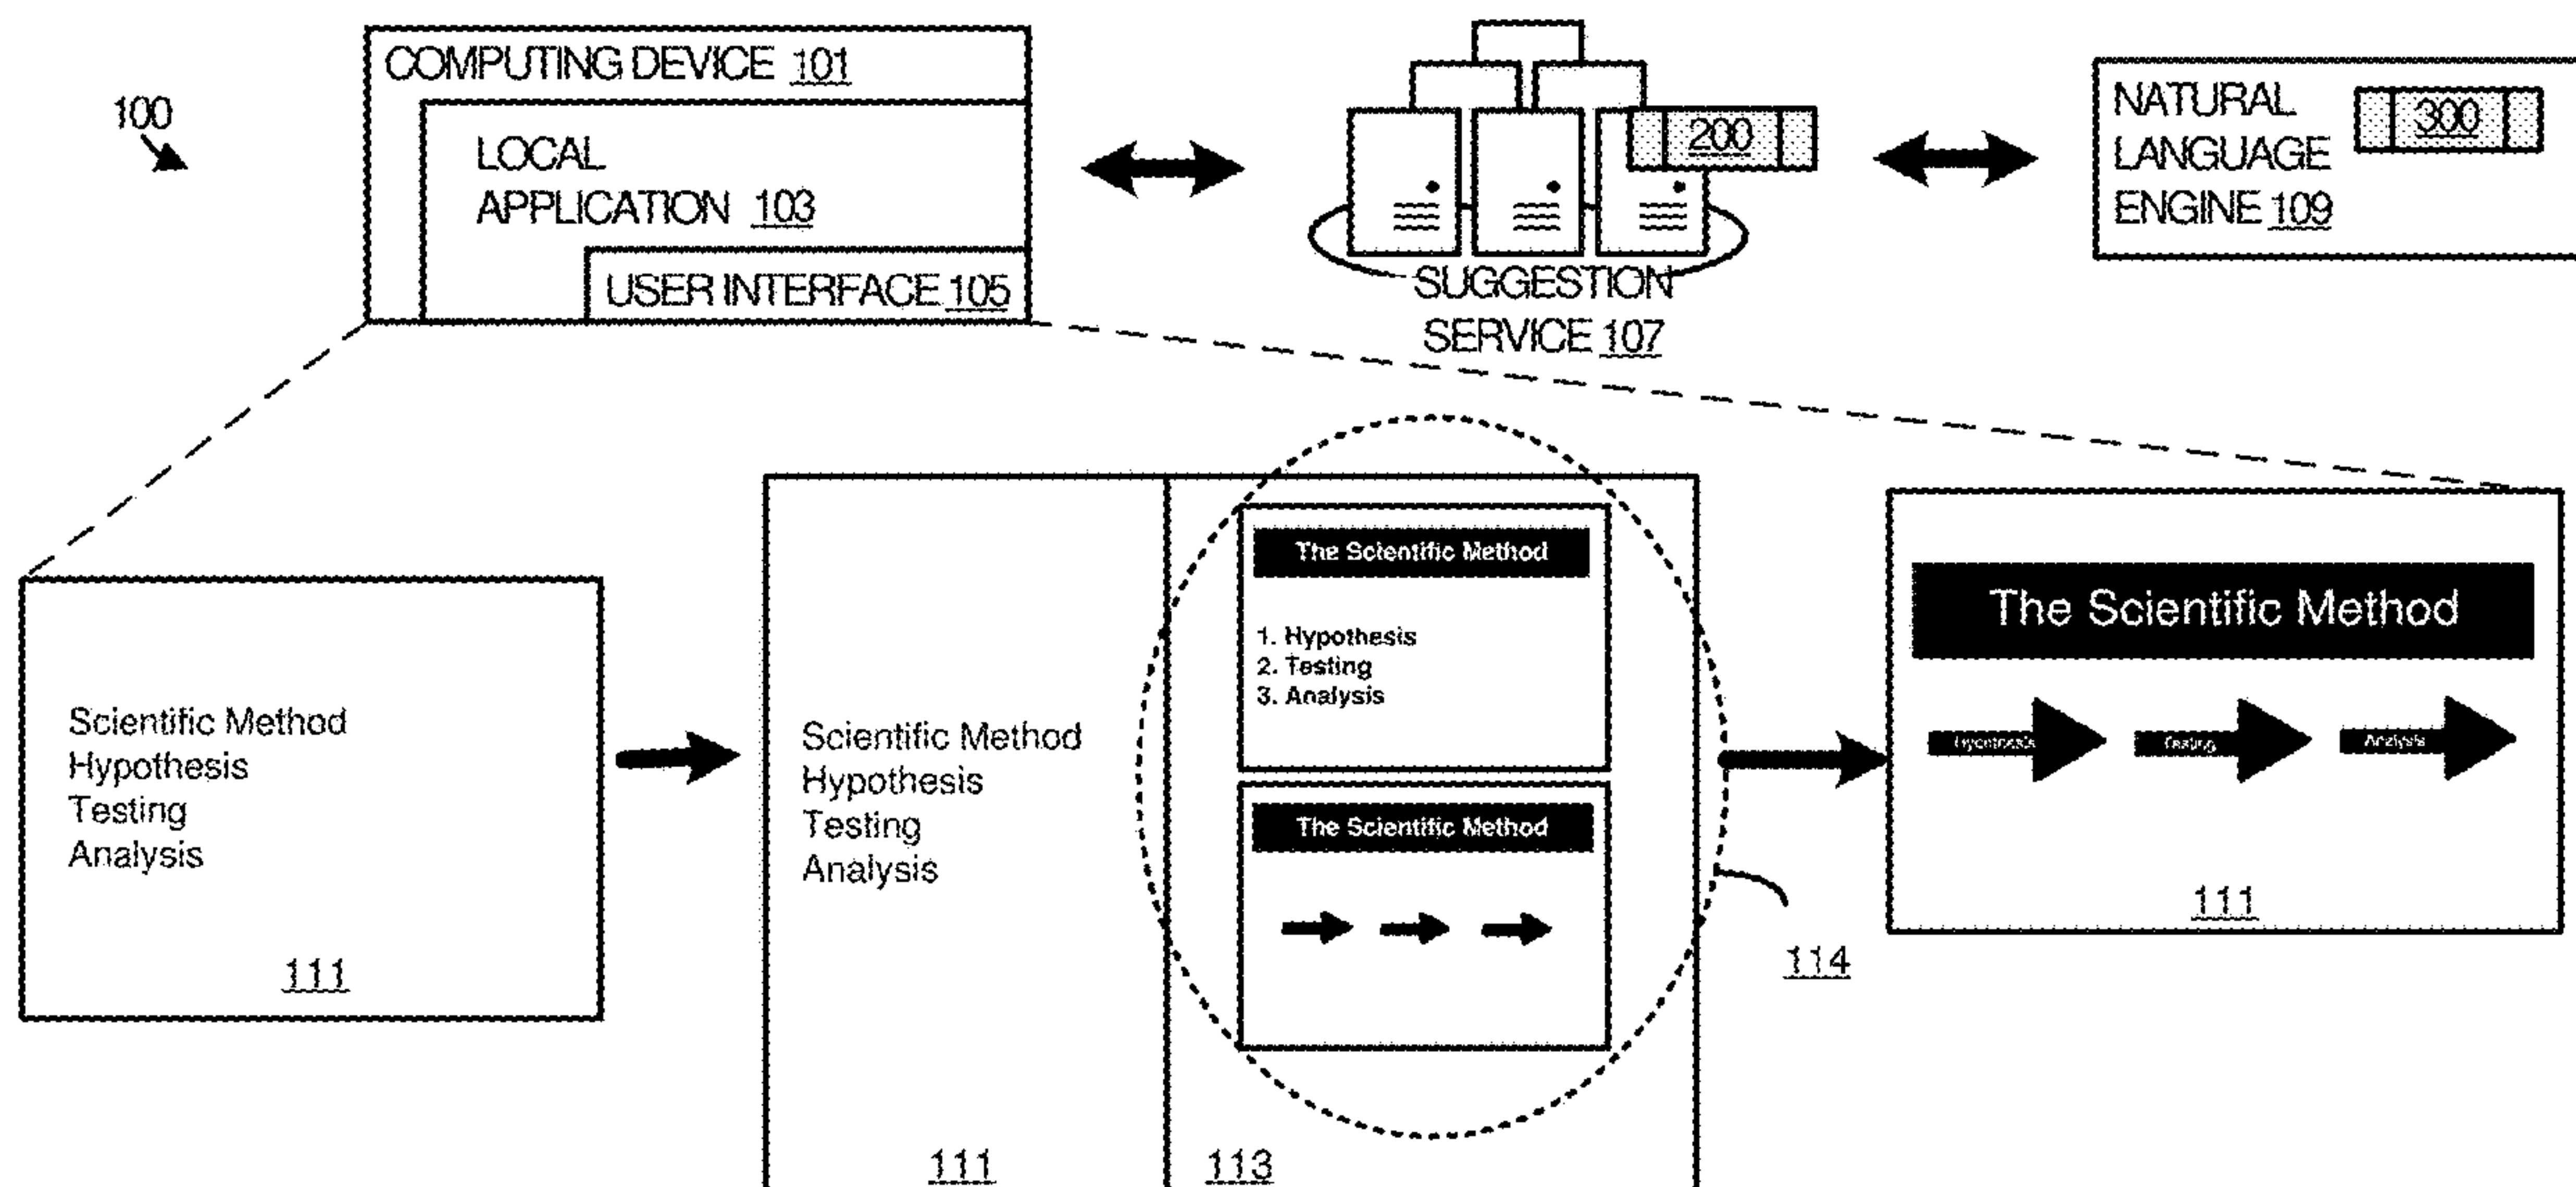 100
COMPUTING DEVICE 101
LOCAL
APPLICATION 103
USER INTERFACE 105
200
SUGGESTION
SERVICE 107
NATURAL
LANGUAGE
ENGINE 109
300
Scientific Method
Hypothesis
Testing
Analysis
111
Scientific Method
Hypothesis
Testing
Analysis
111
The Scientific Method
1. Hypothesis
2. Testing
3. Analysis
The Scientific Method
113
114
The Scientific Method
Hypothesis
Testing
Analysis
111